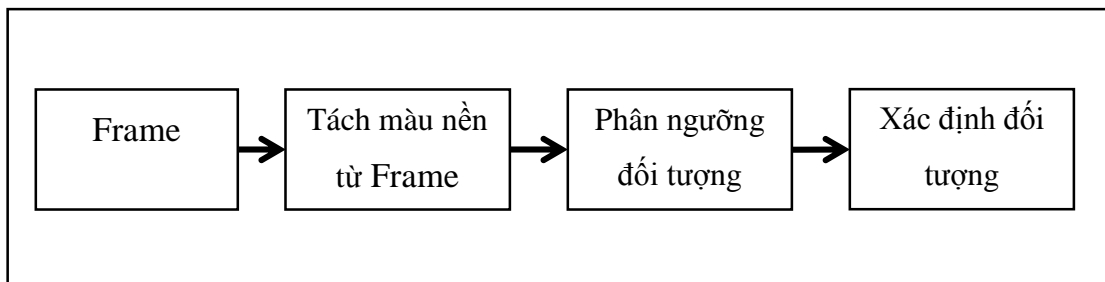 Frame
Tách màu nền
từ Frame
Phân ngưỡng
đối tượng
Xác định đối
tượng